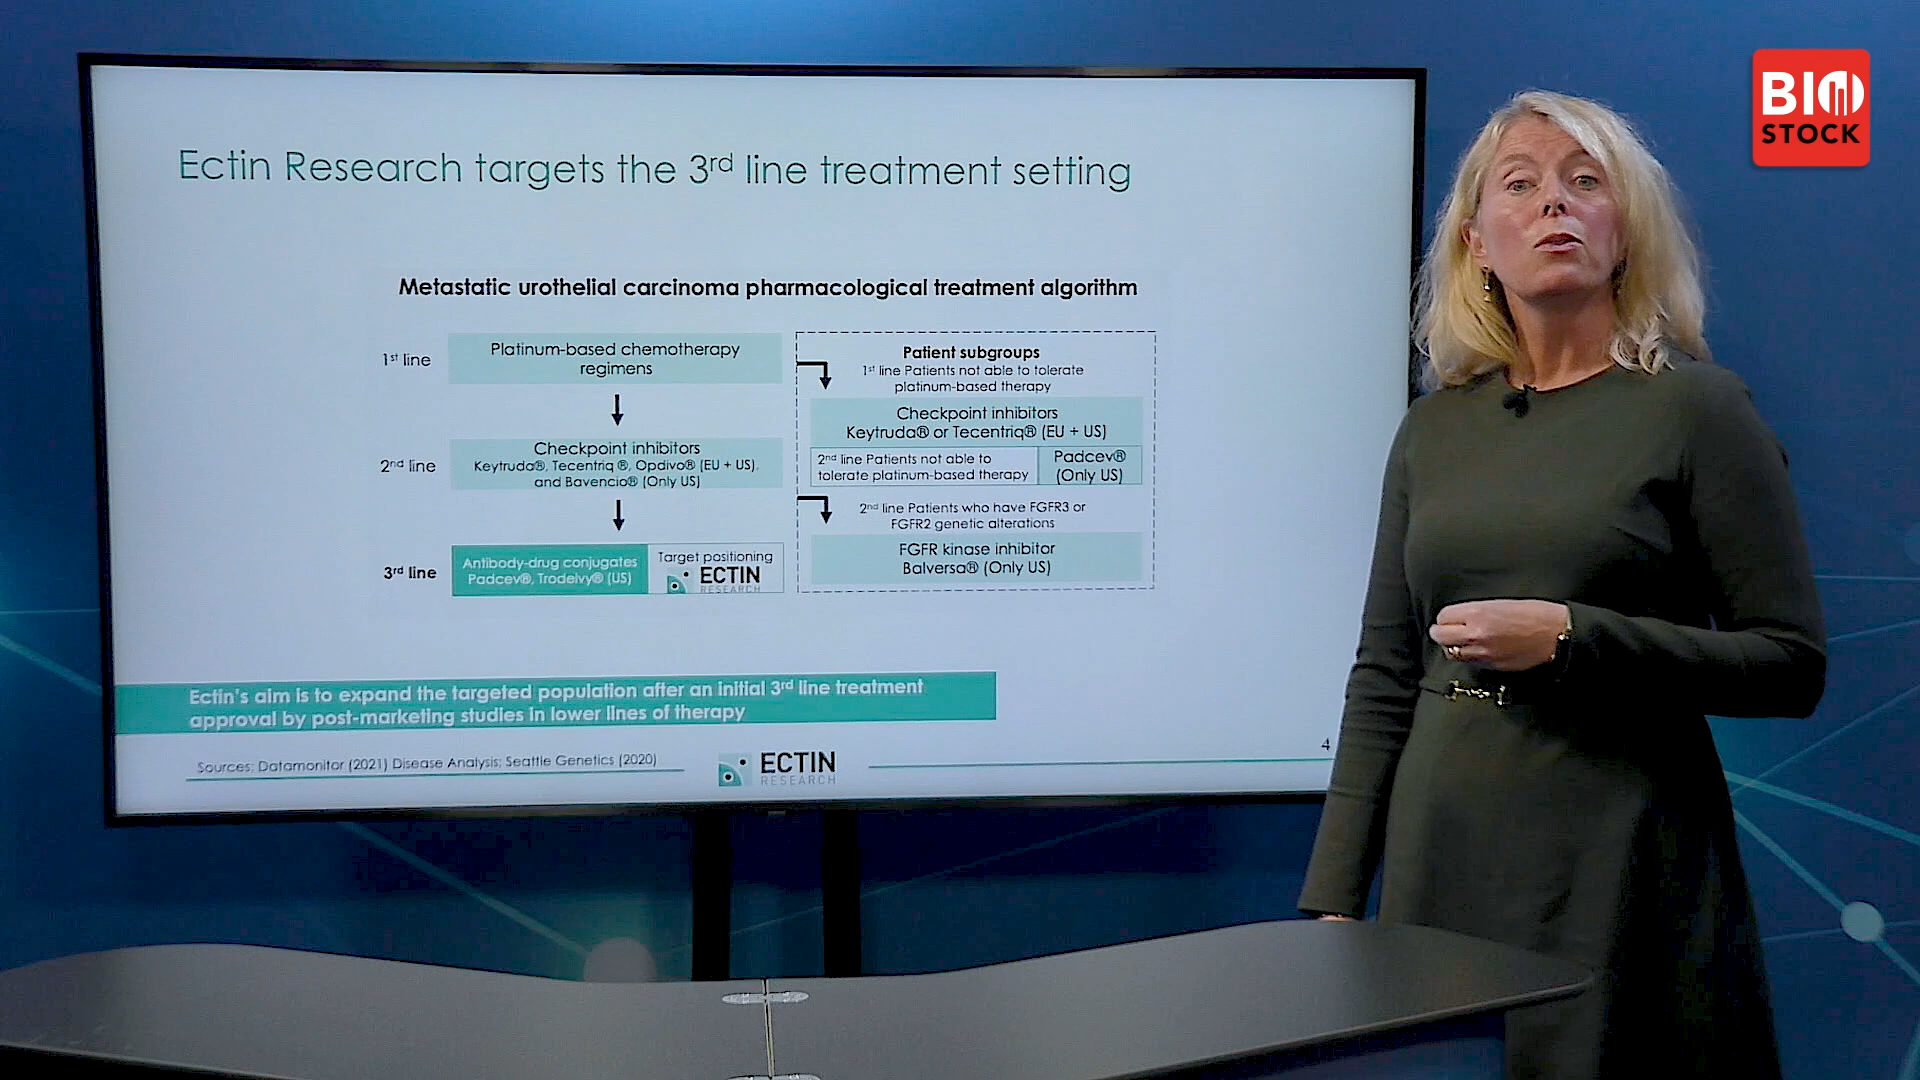 BIO
STOCK
Ectin Research targets the 3rd line treatment setting
Metastatic urothelial carcinoma pharmacological treatment algorithm
1st line
Platinum-based chemotherapy
regimens
2nd line
Checkpoint inhibitors
Keytruda®, Tecentriq ®, Opdivo® (EU + US),
and Bavencio® (Only US)
3rd line
Antibody-drug conjugates
Padcev®, Trodelvy® (US)
Target positioning
ECTIN
RESEARCH
Patient subgroups
1st line Patients not able to tolerate
platinum-based therapy
Checkpoint inhibitors
Keytruda® or Tecentriq® (EU + US)
2nd line Patients not able to
tolerate platinum-based therapy
Padcev®
(Only US)
2nd line Patients who have FGFR3 or
FGFR2 genetic alterations
FGFR kinase inhibitor
Balversa® (Only US)
Ectin's aim is to expand the targeted population after an initial 3rd line treatment
approval by post-marketing studies in lower lines of therapy
Sources: Datamonitor (2021) Disease Analysis; Seattle Genetics (2020)
ECTIN
RESEARCH
4